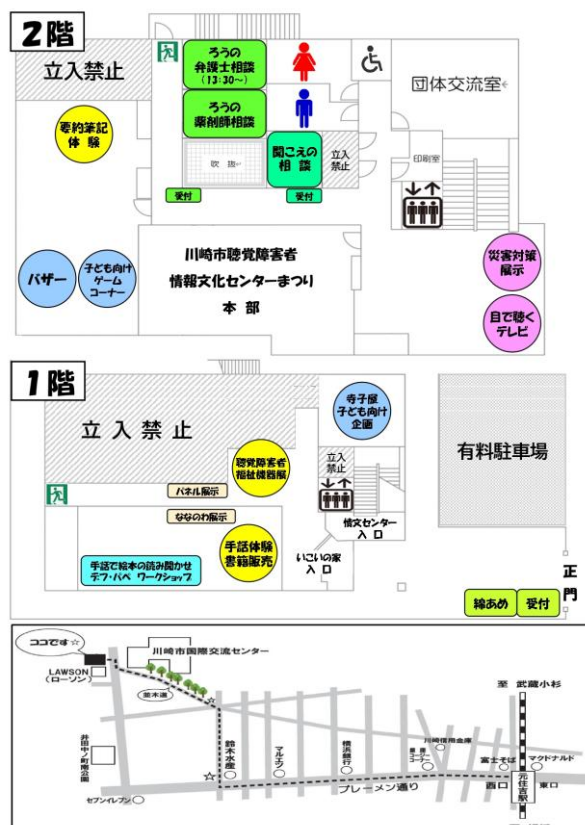 2階
立入禁止
ろうの
弁護士相談
(13:30～)
団体交流室
要約筆記
体験
ろうの
薬剤師相談
吹抜
聞こえの
相談
立入
禁止
印刷室
受付
受付
バザー
子ども向け
ゲーム
コーナー
川崎市聴覚障害者
情報文化センターまつり
本部
災害対策
展示
目で聴く
テレビ
1階
立入禁止
寺子屋
子ども向け
企画
有料駐車場
聴覚障害者
福祉機器展
立入
禁止
パネル展示
ななのわ展示
情文センター
入口
手話体験
書籍販売
いこいの家
入口
手話で絵本の読み聞かせ
デフ・パペ ワークショップ
正門
綿あめ
受付
ココです☆
川崎市国際交流センター
LAWSON
(ローソン)
並木道
至 武蔵小杉
井田中ノ町南公園
鈴木水産
マルエツ
横浜銀行
コージー
コーナー
川崎信用金庫
富士そば
マクドナルド
元住吉駅
西口
東口
ブレーメン通り
セブンイレブン